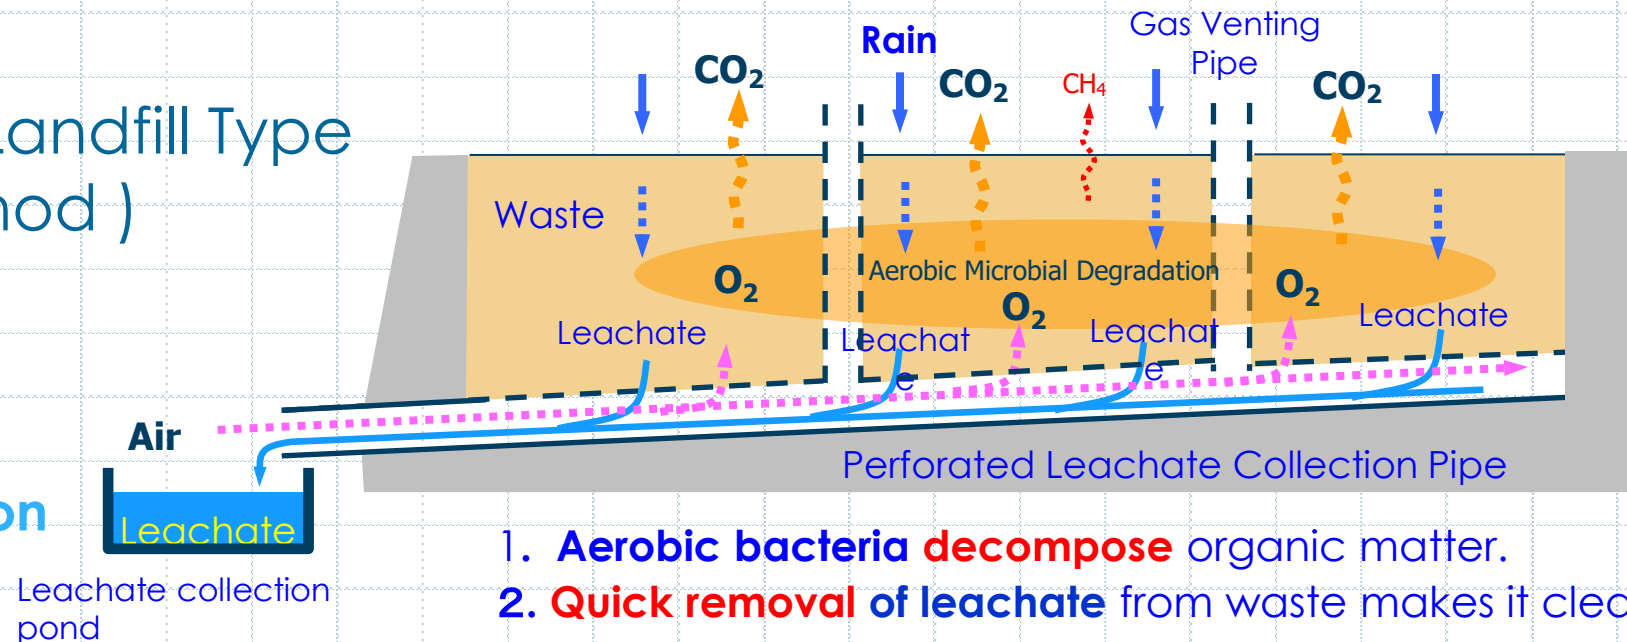 Landfill Type
hod )
on
Rain
Gas Venting
Pipe
CO₂
CO₂
CH₄
CO₂
Waste
Aerobic Microbial Degradation
O₂
O₂
O₂
Leachate
Leachat
e
Leachat
e
Leachate
Air
Perforated Leachate Collection Pipe
Leachate
Leachate collection
pond
1. Aerobic bacteria decompose organic matter.
2. Quick removal of leachate from waste makes it clea